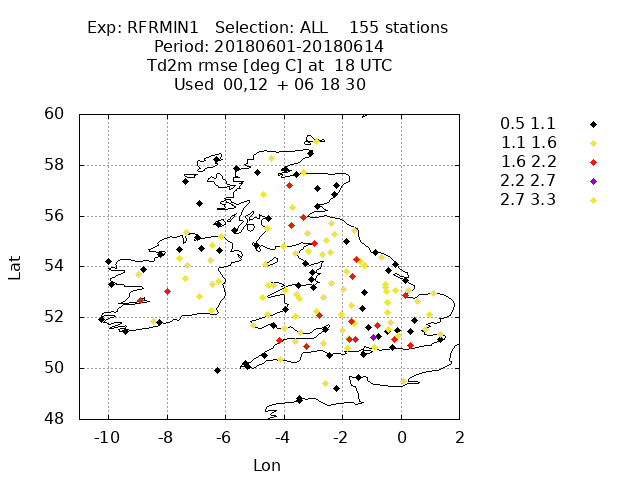 Exp: RFRMIN1 Selection: ALL 155 stations
Period: 20180601-20180614
Td2m rmse [deg C] at 18 UTC
Used 00,12 + 06 18 30
0.5 1.1
1.1 1.6
1.6 2.2
2.2 2.7
2.7 3.3
60
58
56
54
52
50
48
Lat
-10 -8 -6 -4 -2 0 2
Lon